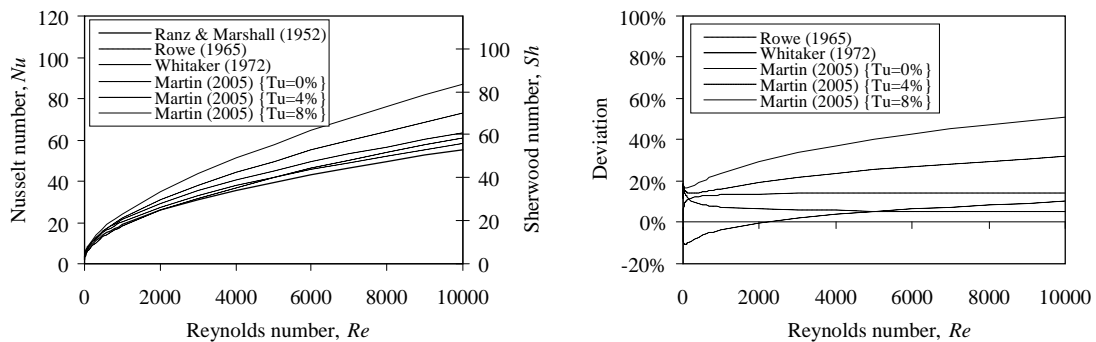 120
100
80
60
40
20
0
Nusselt number, Nu
Ranz & Marshall (1952)
Rowe (1965)
Whitaker (1972)
Martin (2005) {Tu=0%}
Martin (2005) {Tu=4%}
Martin (2005) {Tu=8%}
100
80
60
40
20
0
Sherwood number, Sh
0 2000 4000 6000 8000 10000
Reynolds number, Re
100%
80%
60%
40%
20%
0%
-20%
Deviation
Rowe (1965)
Whitaker (1972)
Martin (2005) {Tu=0%}
Martin (2005) {Tu=4%}
Martin (2005) {Tu=8%}
0 2000 4000 6000 8000 10000
Reynolds number, Re